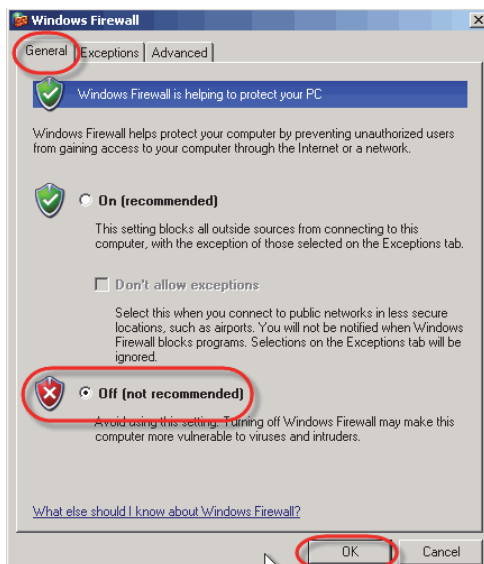 Windows Firewall
General Exceptions Advanced
Windows Firewall is helping to protect your PC
Windows Firewall helps protect your computer by preventing unauthorized users
from gaining access to your computer through the Internet or a network.
On (recommended)
This setting blocks all outside sources from connecting to this
computer, with the exception of those selected on the Exceptions tab.
Don't allow exceptions
Select this when you connect to public networks in less secure
locations, such as airports. You will not be notified when Windows
Firewall blocks programs. Selections on the Exceptions tab will be
ignored.
Off (not recommended)
Avoid using this setting. Turning off Windows Firewall may make this
computer more vulnerable to viruses and intruders.
What else should I know about Windows Firewall?
OK Cancel